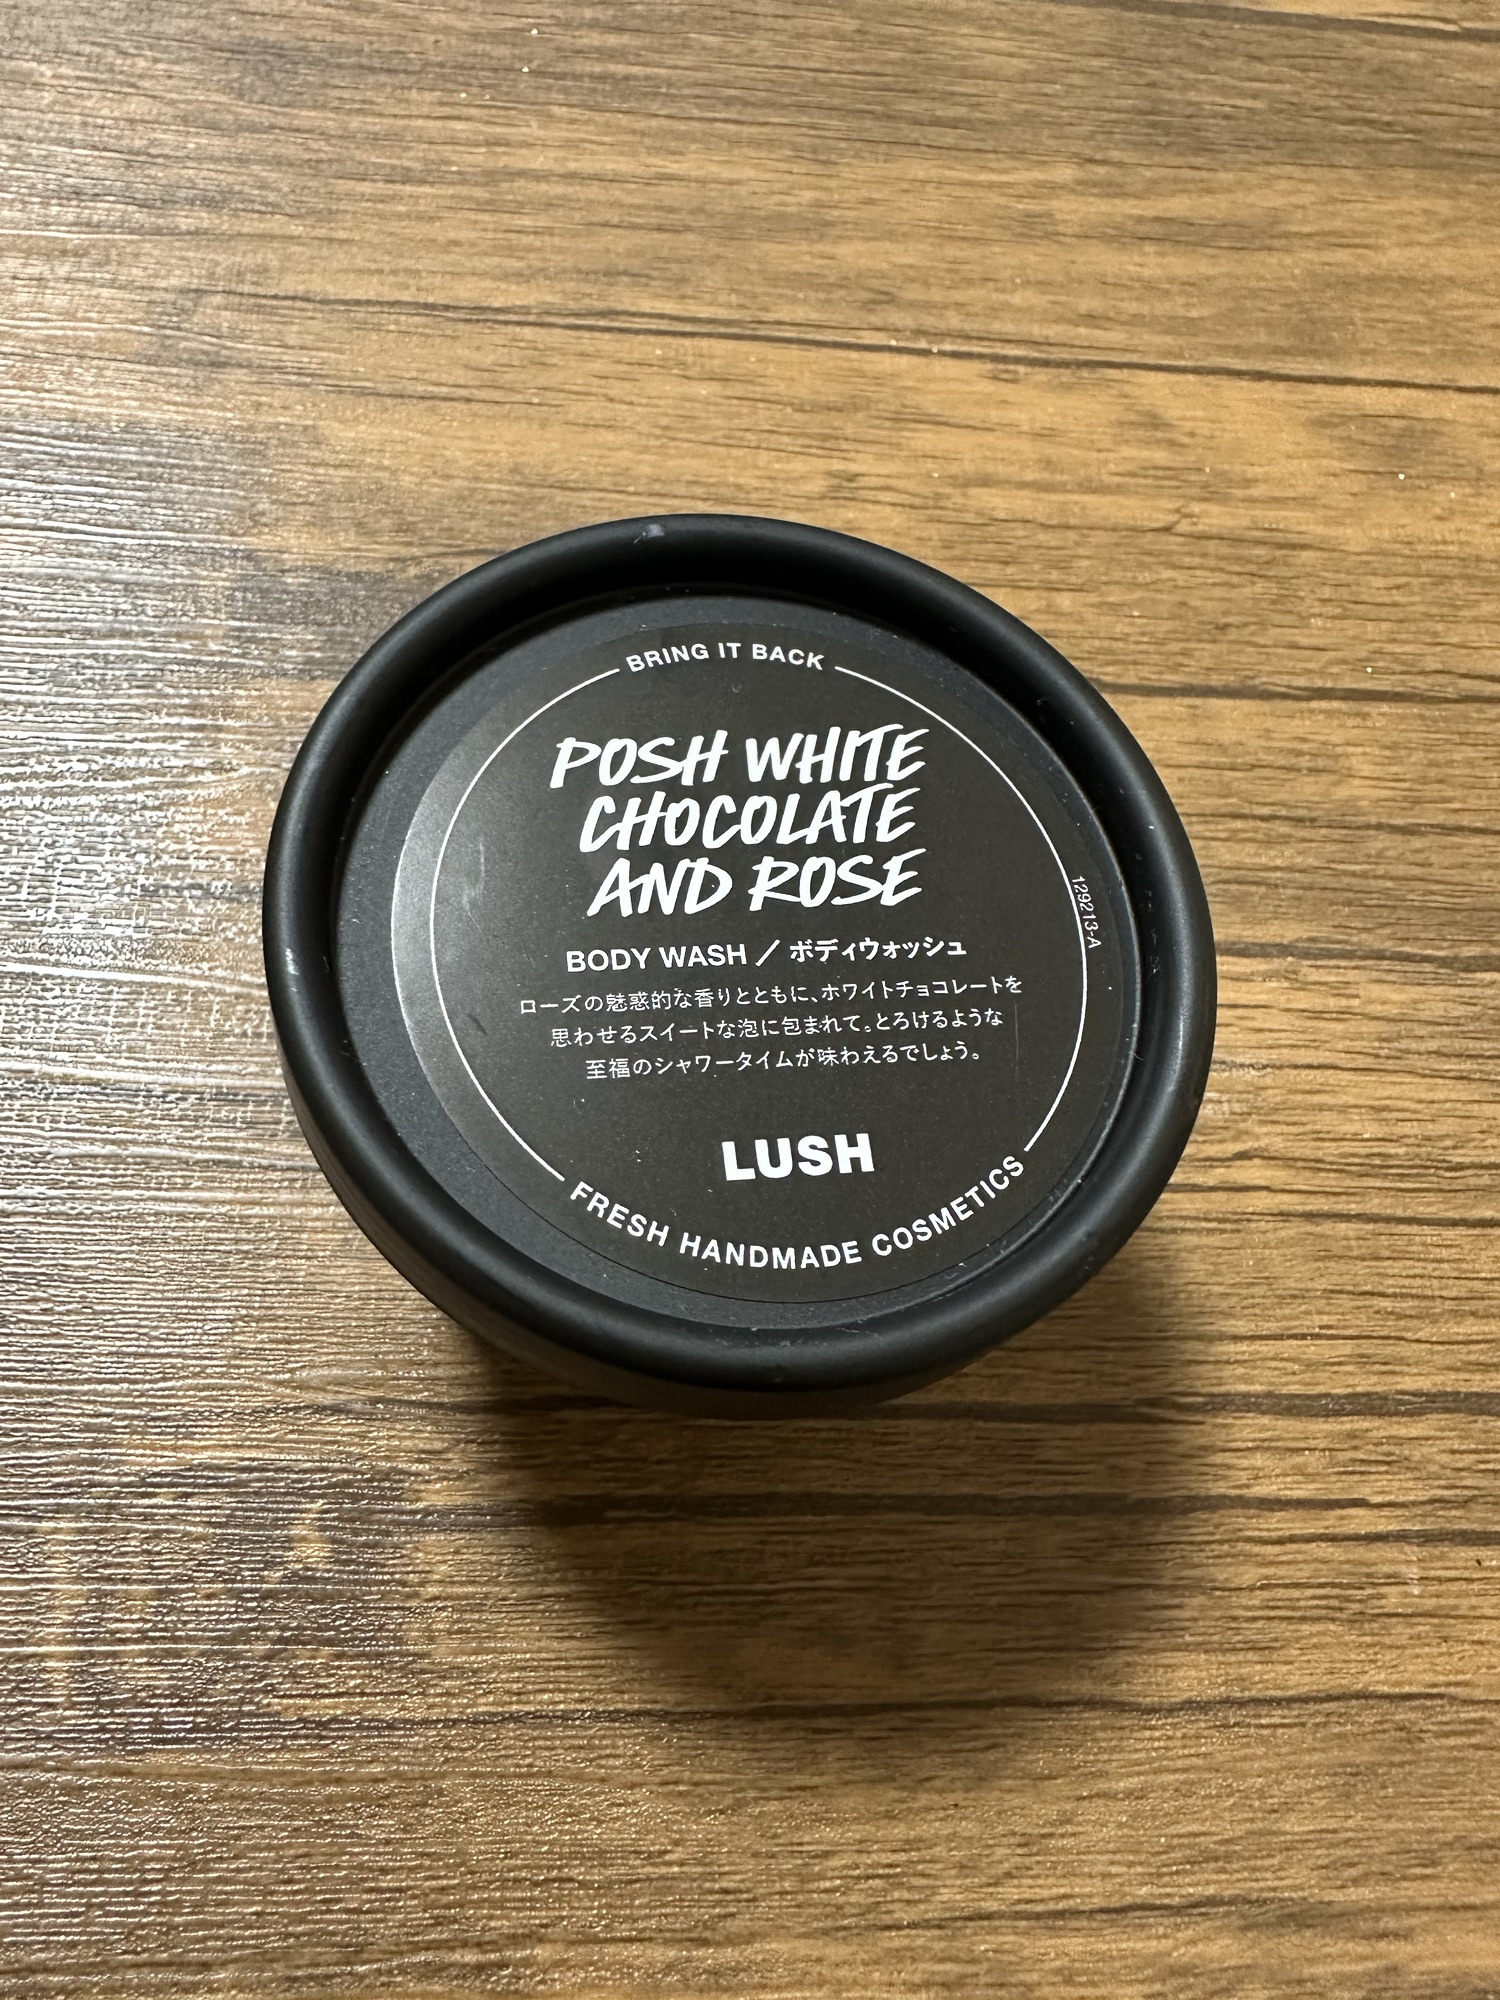 BRING IT BACK
POSH WHITE
CHOCOLATE
AND ROSE
129213-A
BODY WASH／ボディウォッシュ
ローズの魅惑的な香りとともに、ホワイトチョコレートを
思わせるスイートな泡に包まれて。とろけるような
至福のシャワータイムが味わえるでしょう。
LUSH
FRESH HANDMADE COSMETICS